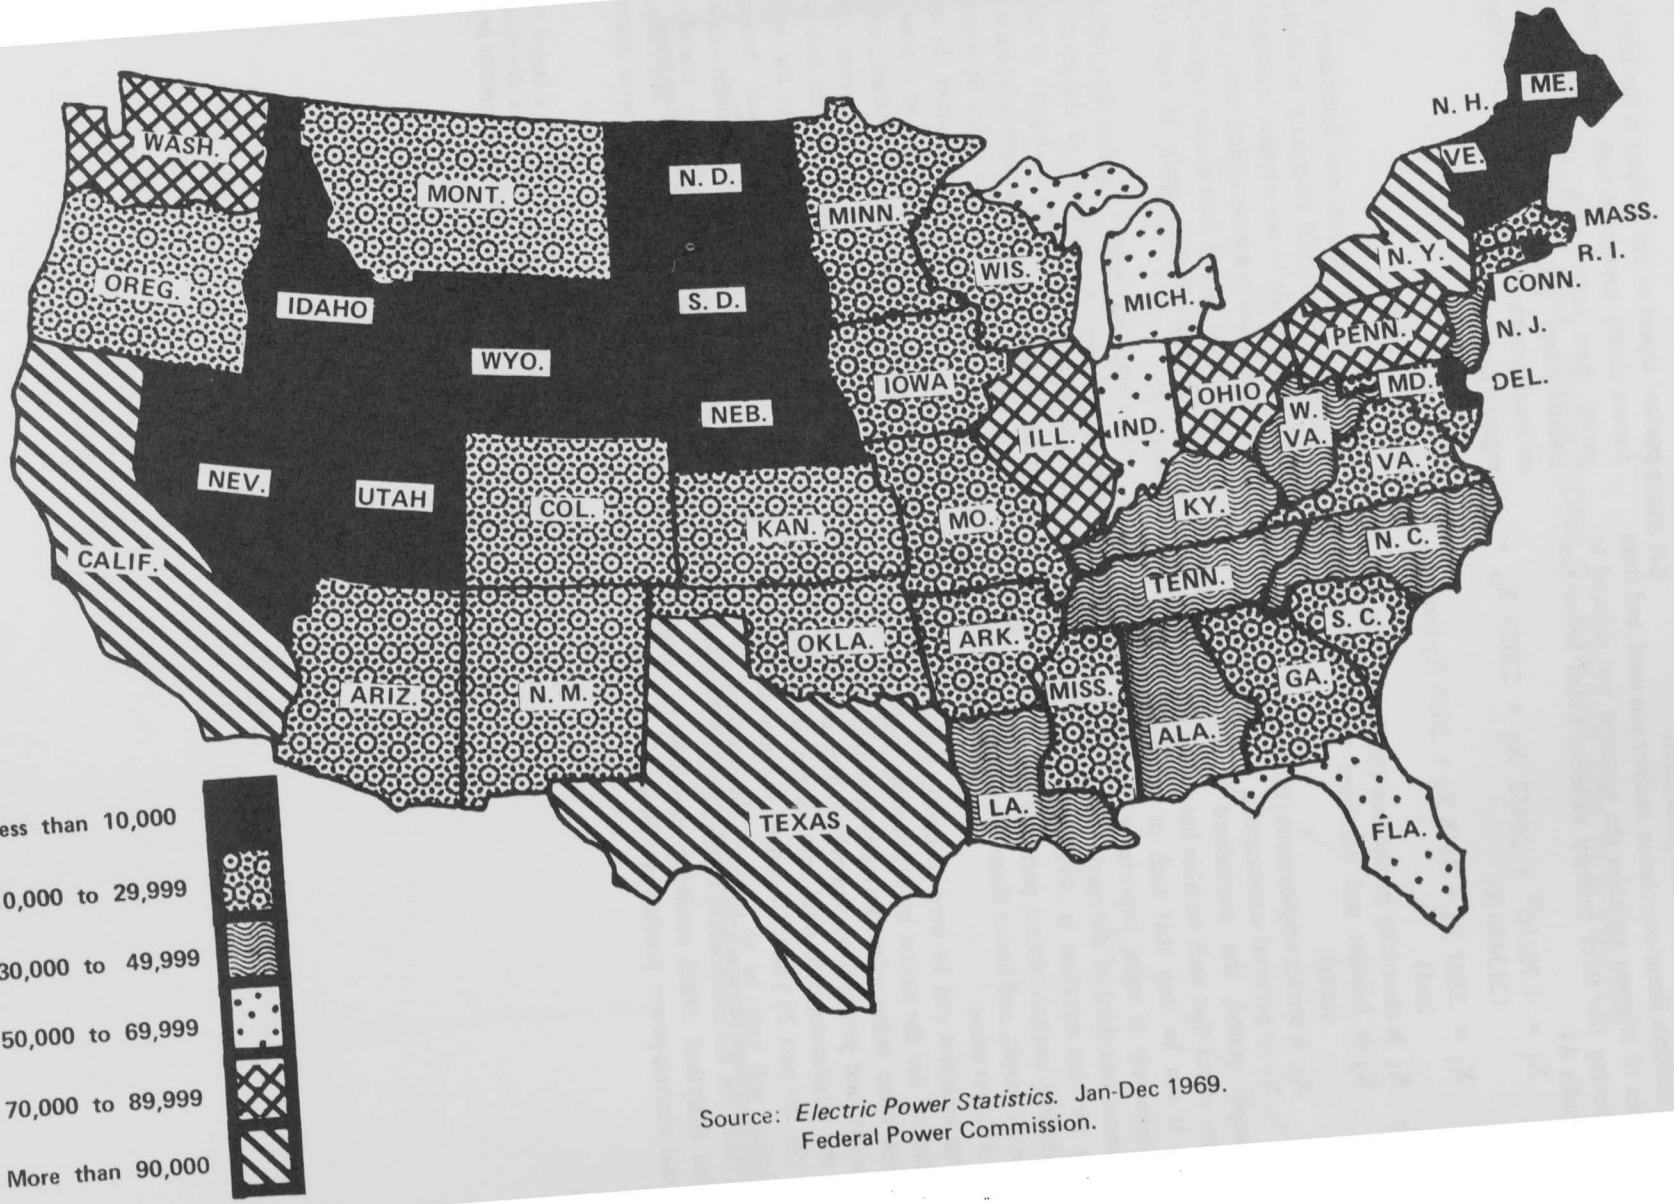 ME.
N. H.
WASH.
VE.
N. D.
MONT.
MINN.
MASS.
N. Y.
R. I.
WIS.
OREG.
CONN.
MICH.
IDAHO
S. D.
N. J.
PENN.
WYO.
DEL.
MD.
IOWA
OHIO
NEB.
W.
VA.
IND.
ILL.
VA.
NEV.
UTAH
COL.
KY.
MO.
KAN.
N. C.
CALIF.
TENN.
S. C.
ARK.
OKLA.
GA.
MISS.
ARIZ.
N. M.
ALA.
LA.
TEXAS
FLA.
ess than 10,000
0,000 to 29,999
30,000 to 49,999
50,000 to 69,999
70,000 to 89,999
More than 90,000
Source: Electric Power Statistics. Jan-Dec 1969.
Federal Power Commission.